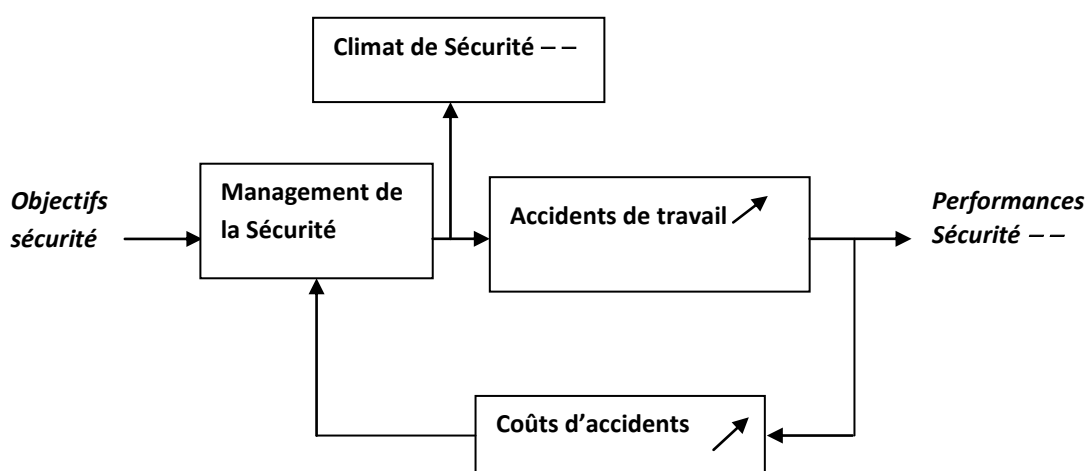 Climat de Sécurité – –
Objectifs
sécurité
Management de
la Sécurité
Accidents de travail
Performances
Sécurité – –
Coûts d’accidents